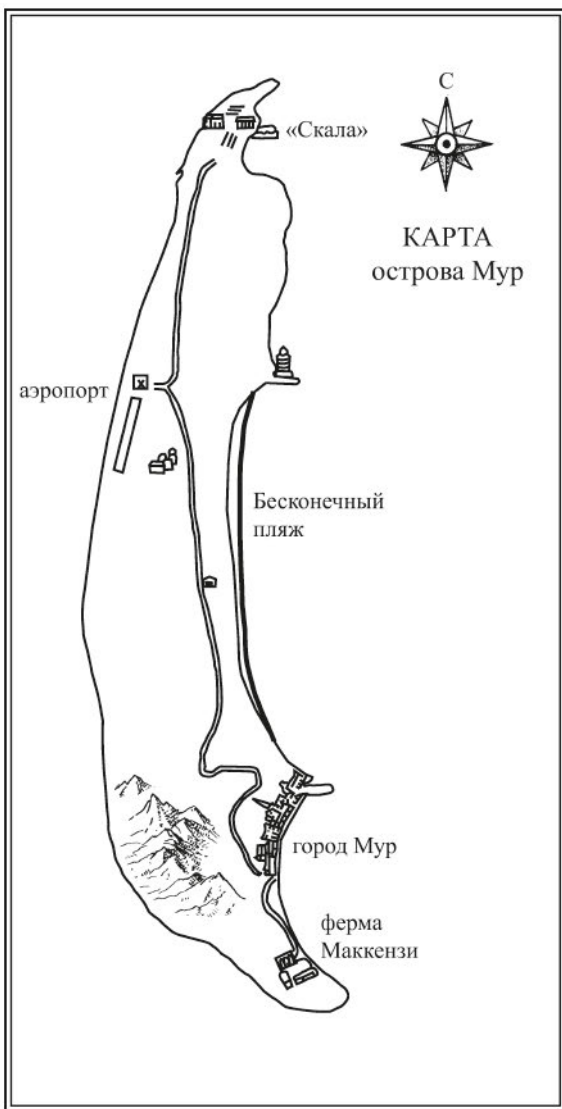 С
«Скала»
КАРТА
острова Мур
аэропорт
Бесконечный
пляж
город Мур
ферма
Маккензи